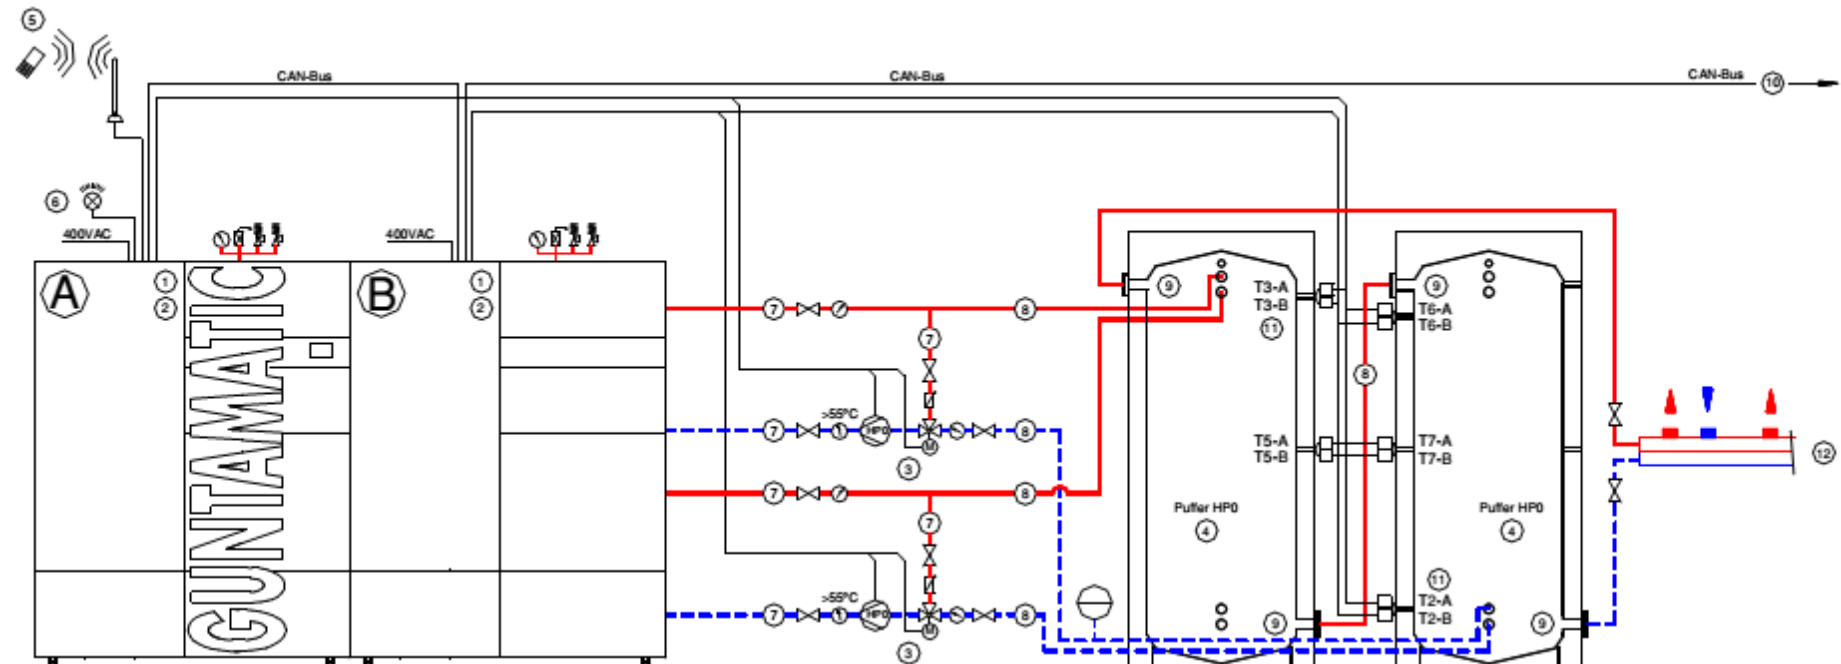 5
CAN-Bus
CAN-Bus
CAN-Bus
10
6
400VAC
400VAC
A
1
2
GUNTAMATIC
B
1
2
7
8
7
9
T3-A
T3-B
11
9
T6-A
T6-B
8
>55°C
7
HP0
8
M
3
T5-A
T5-B
T7-A
T7-B
12
7
8
7
Puffer HP0
4
Puffer HP0
4
>55°C
7
HP0
8
M
3
11
T2-A
T2-B
9
9